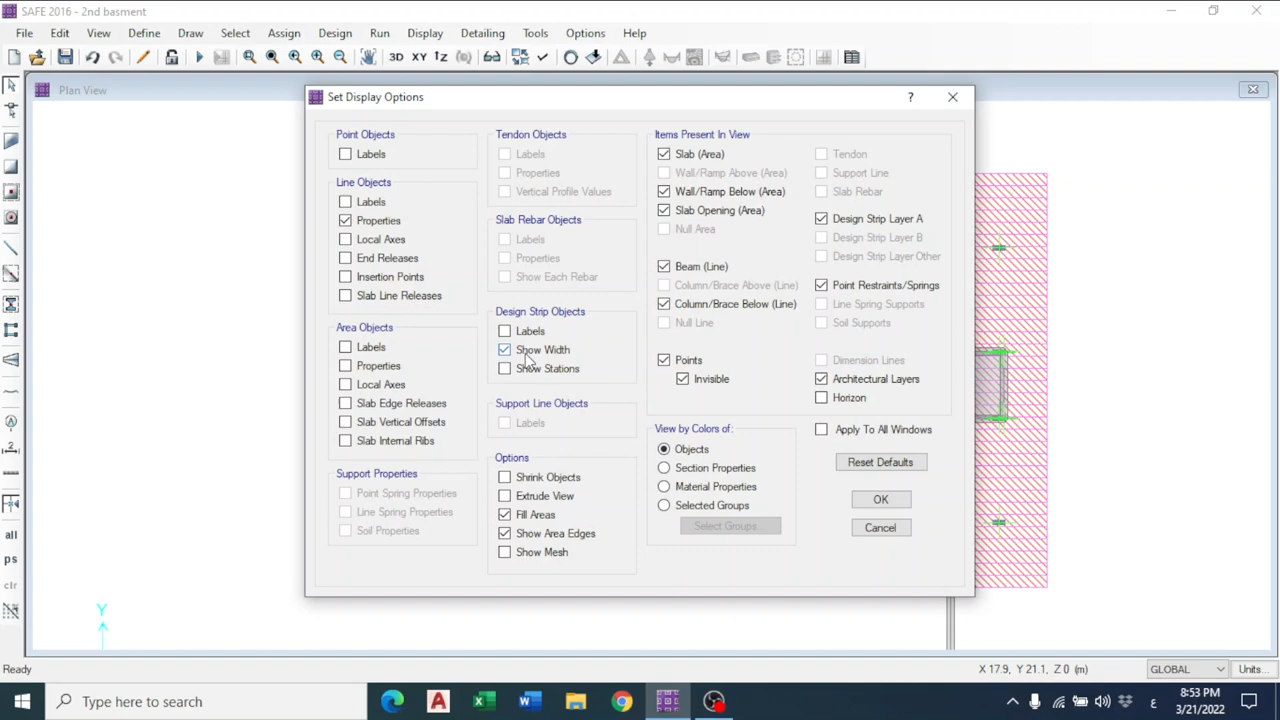 SAFE 2016 - 2nd basment
File Edit View Define Draw Select Assign Design Run Display Detailing Tools Options Help
3D XY
Plan View
Set Display Options
?
Point Objects
Labels
Line Objects
Labels
Properties
Local Axes
End Releases
Insertion Points
Slab Line Releases
Area Objects
Labels
Properties
Local Axes
Slab Edge Releases
Slab Vertical Offsets
Slab Internal Ribs
Support Properties
Point Spring Properties
Line Spring Properties
Soil Properties
Tendon Objects
Labels
Properties
Vertical Profile Values
Slab Rebar Objects
Labels
Properties
Show Each Rebar
Design Strip Objects
Labels
Show Width
Show Stations
Support Line Objects
Labels
Options
Shrink Objects
Extrude View
Fill Areas
Show Area Edges
Show Mesh
Items Present In View
Slab (Area)
Wall/Ramp Above (Area)
Wall/Ramp Below (Area)
Slab Opening (Area)
Null Area
Beam (Line)
Column/Brace Above (Line)
Column/Brace Below (Line)
Null Line
Points
Invisible
Tendon
Support Line
Slab Rebar
Design Strip Layer A
Design Strip Layer B
Design Strip Layer Other
Point Restraints/Springs
Line Spring Supports
Soil Supports
Dimension Lines
Architectural Layers
Horizon
View by Colors of:
Objects
Section Properties
Material Properties
Selected Groups
Select Groups...
Apply To All Windows
Reset Defaults
OK
Cancel
all
ps
clr
Y
Ready
X 17.9, Y 21.1, Z 0 (m)
GLOBAL
Units...
Type here to search
ع
8:53 PM
3/21/2022